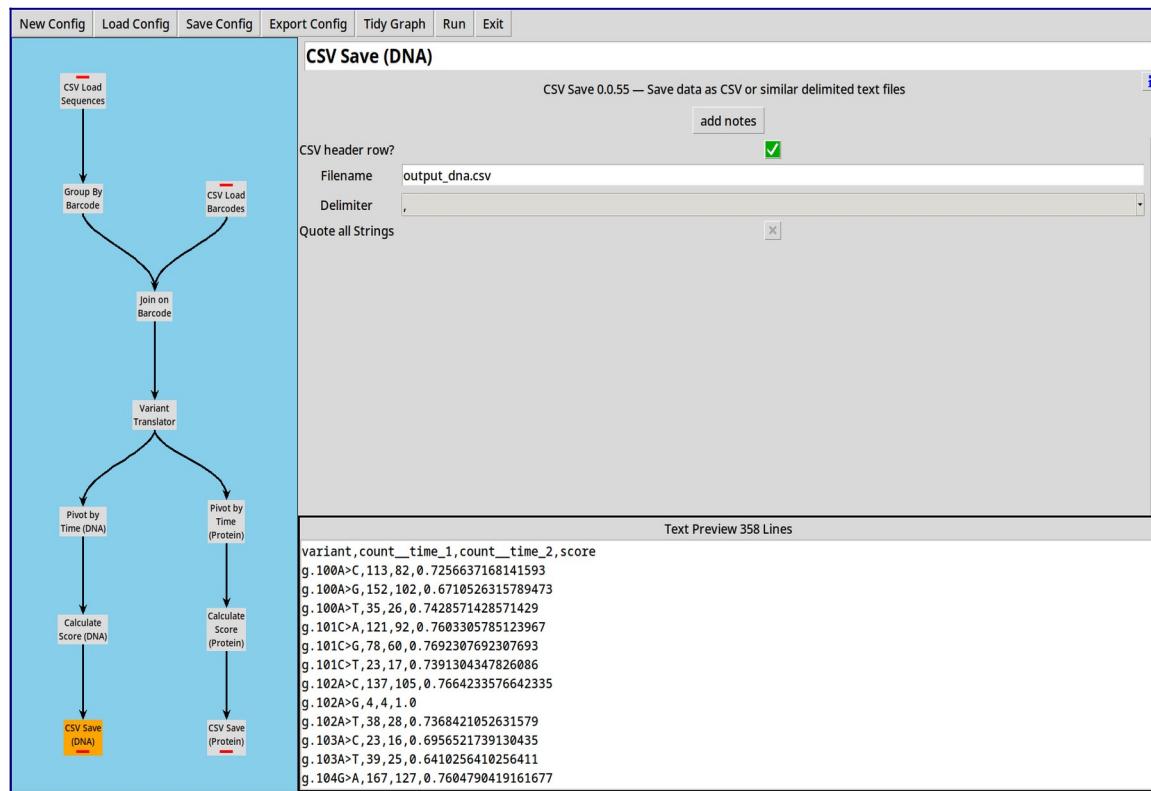 New Config Load Config Save Config Export Config Tidy Graph Run Exit
CSV Load
Sequences
Group By
Barcode
CSV Load
Barcodes
Join on
Barcode
Variant
Translator
Pivot by
Time (DNA)
Pivot by
Time
(Protein)
Calculate
Score (DNA)
Calculate
Score
(Protein)
CSV Save
(DNA)
CSV Save
(Protein)
CSV Save (DNA)
CSV Save 0.0.55 — Save data as CSV or similar delimited text files
add notes
CSV header row?
Filename output_dna.csv
Delimiter ,
Quote all Strings
Text Preview 358 Lines
variant,count__time_1,count__time_2,score
g.100A>C,113,82,0.7256637168141593
g.100A>G,152,102,0.6710526315789473
g.100A>T,35,26,0.7428571428571429
g.101C>A,121,92,0.7603305785123967
g.101C>G,78,60,0.7692307692307693
g.101C>T,23,17,0.7391304347826086
g.102A>C,137,105,0.7664233576642335
g.102A>G,4,4,1.0
g.102A>T,38,28,0.7368421052631579
g.103A>C,23,16,0.6956521739130435
g.103A>T,39,25,0.6410256410256411
g.104G>A,167,127,0.7604790419161677